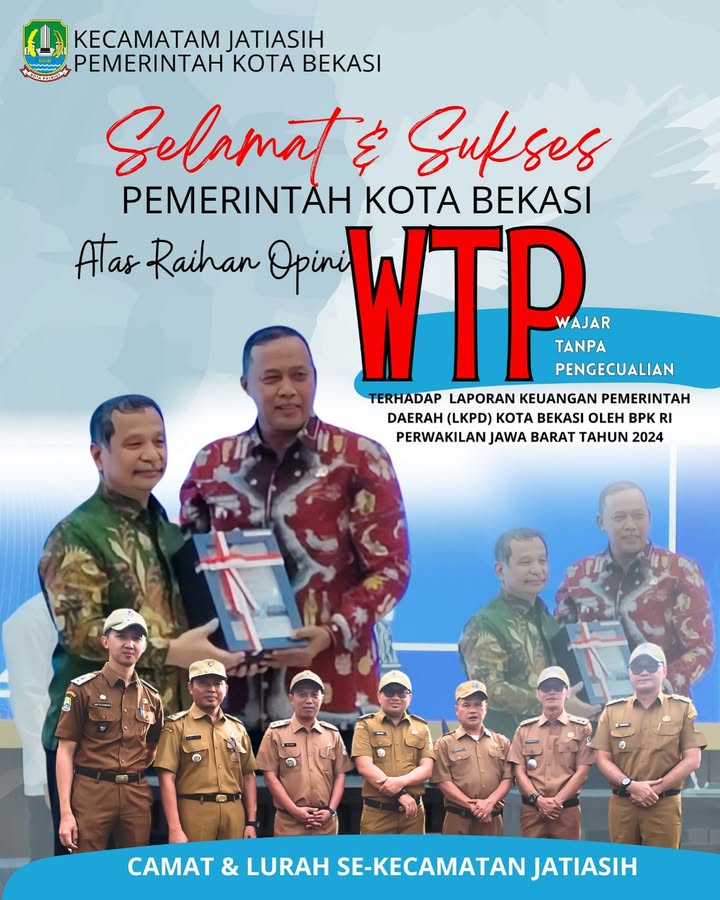 KECAMATAM JATIASIH
PEMERINTAH KOTA BEKASI
Selamat & Sukses
PEMERINTAH KOTA BEKASI
Atas Raihan Opini
WTP
WAJAR
TANPA
PENGECUALIAN
TERHADAP LAPORAN KEUANGAN PEMERINTAH
DAERAH (LKPD) KOTA BEKASI OLEH BPK RI
PERWAKILAN JAWA BARAT TAHUN 2024
CAMAT & LURAH SE-KECAMATAN JATIASIH